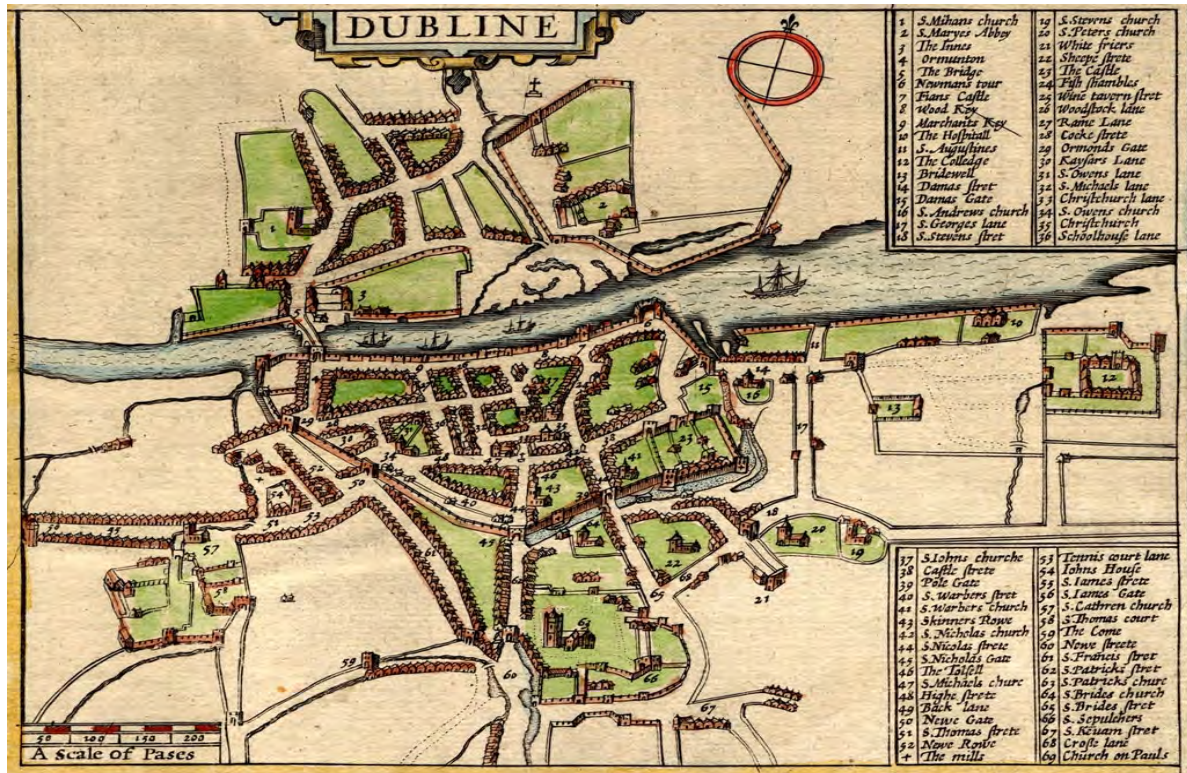 DUBLINE
1 S. Mihans church
2 S. Maryes Abbey
3 The Innes
4 Ormunton
5 The Bridge
6 Newmans tour
7 Fians Castle
8 Wood Key
9 Marchants Key
10 The Hospitall
11 S. Augustines
12 The Colledge
13 Bridewell
14 Damas stret
15 Damas Gate
16 S. Andrews church
17 S. Georges lane
18 S. Stevens stret
19 S. Stevens church
20 S. Peters church
21 White friers
22 Sheepe strete
23 The Castle
24 Fish shambles
25 Wine tavern stret
26 Woodstock lane
27 Rame Lane
28 Cocke strete
29 Ormonds Gate
30 Kaysars Lane
31 S. Owens lane
32 S. Michaels lane
33 Christchurch lane
34 S. Owens church
35 Christchurch
36 Schoolhouse lane
37 S. Iohns churche
38 Castle strete
39 Pole Gate
40 S. Warbers stret
41 S. Warbers church
43 Skinners Rowe
42 S. Nicholas church
44 S. Nicolas strete
45 S. Nicholas Gate
46 The Tolsell
47 S. Michaels churc
48 Highe strete
49 Back lane
50 Newe Gate
51 S. Thomas strete
52 Newe Rowe
+ The mills
53 Tennis court lane
54 Iohns House
55 S. Iames strete
56 S. Iames Gate
57 S. Cathren church
58 S. Thomas court
59 The Come
60 Newe streete
61 S. Francis stret
62 S. Patricks stret
63 S. Patricks churc
64 S. Brides church
65 S. Brides stret
66 S. Sepulchers
67 S. Keuam stret
68 Crosse lane
69 Church on Pauls
50 100 150 200
A Scale of Pases